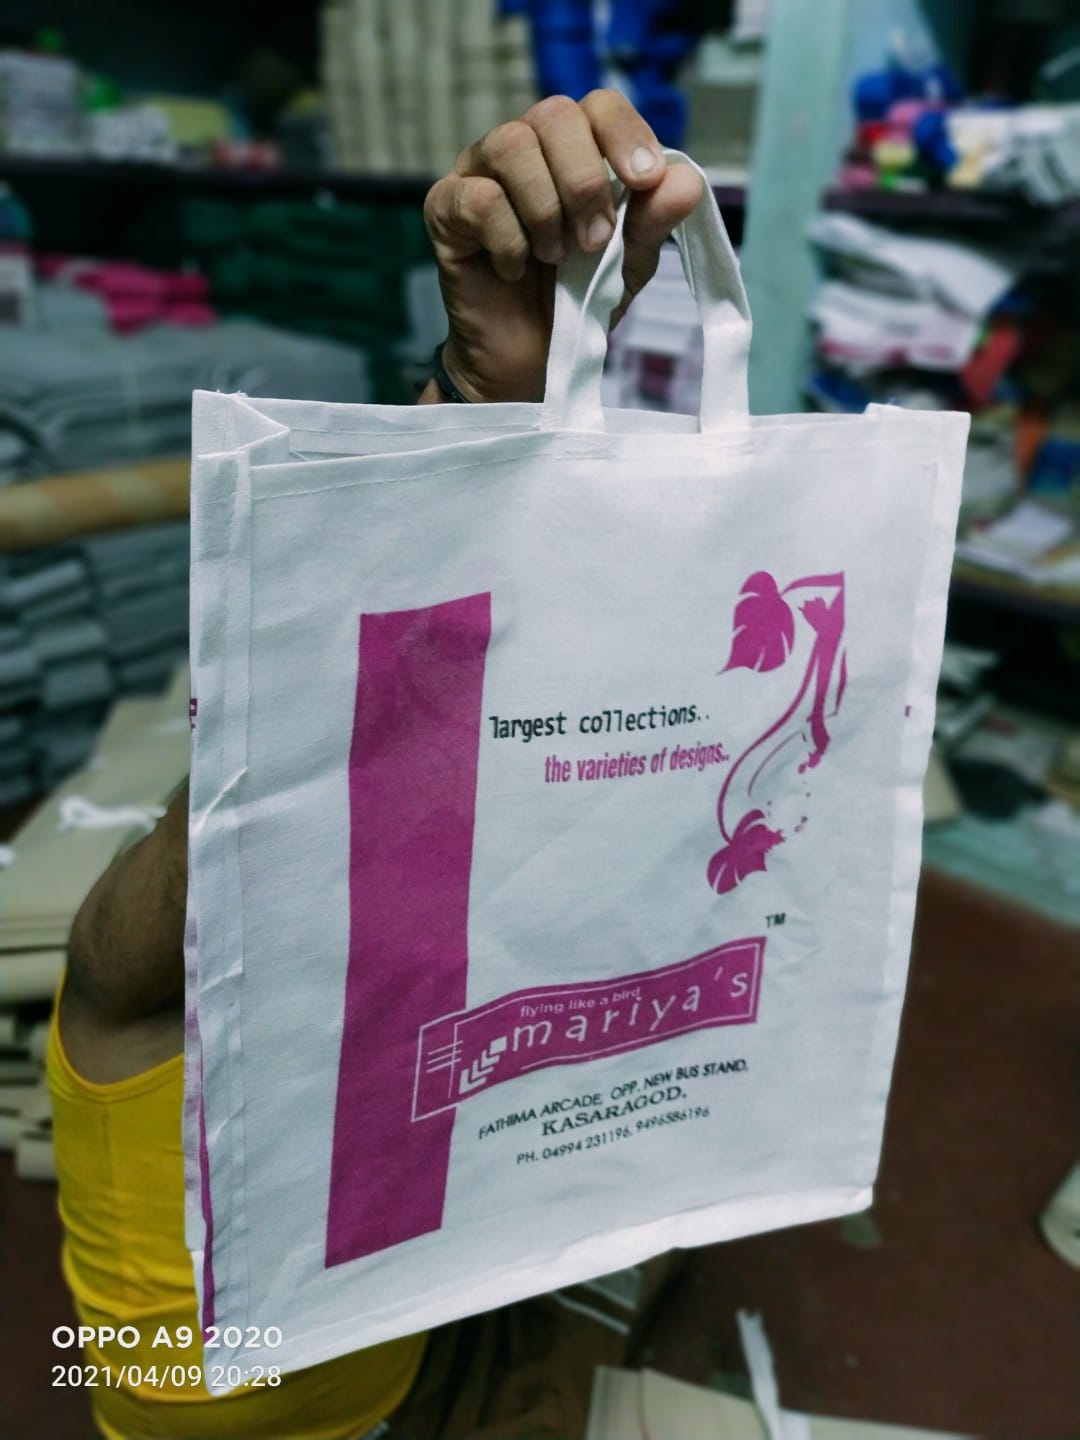 largest collections..
the varieties of designs..
TM
flying like a bird
mariya's
FATHIMA ARCADE, OPP. NEW BUS STAND,
KASARAGOD.
PH. 04994 231196, 9496586196
OPPO A9 2020
2021/04/09 20:28